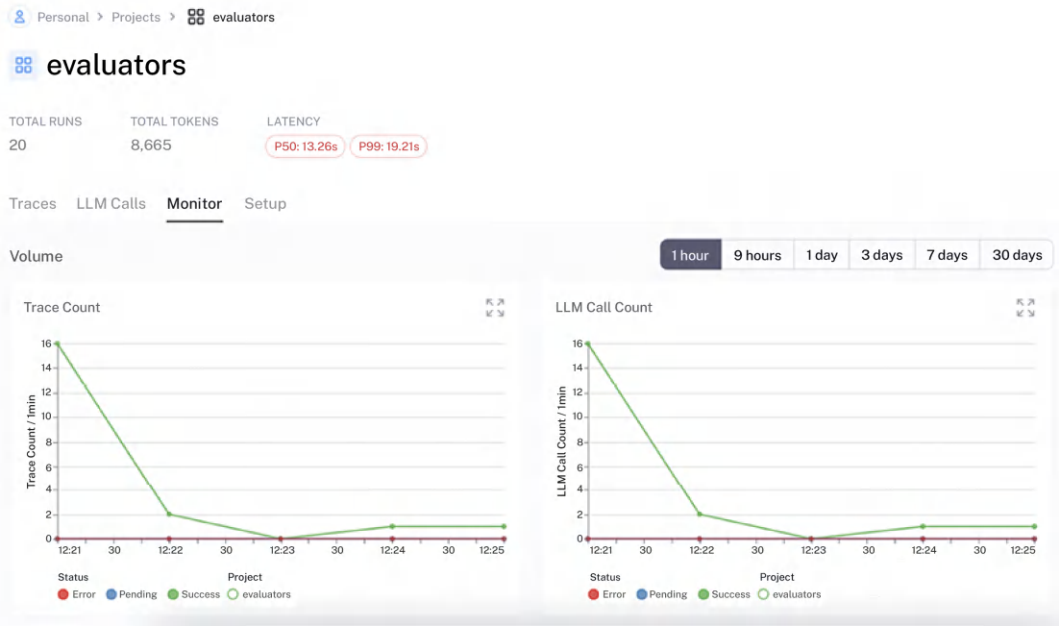 Personal > Projects > evaluators
evaluators
TOTAL RUNS TOTAL TOKENS LATENCY
20 8,665 P50: 13.26s P99: 19.21s
Traces LLM Calls Monitor Setup
Volume 1 hour 9 hours 1 day 3 days 7 days 30 days
Trace Count
Trace Count / 1min
16
14
12
10
8
6
4
2
0
12:21 30 12:22 30 12:23 30 12:24 30 12:25
Status Project
Error Pending Success evaluators
LLM Call Count
LLM Call Count / 1min
16
14
12
10
8
6
4
2
0
12:21 30 12:22 30 12:23 30 12:24 30 12:25
Status Project
Error Pending Success evaluators